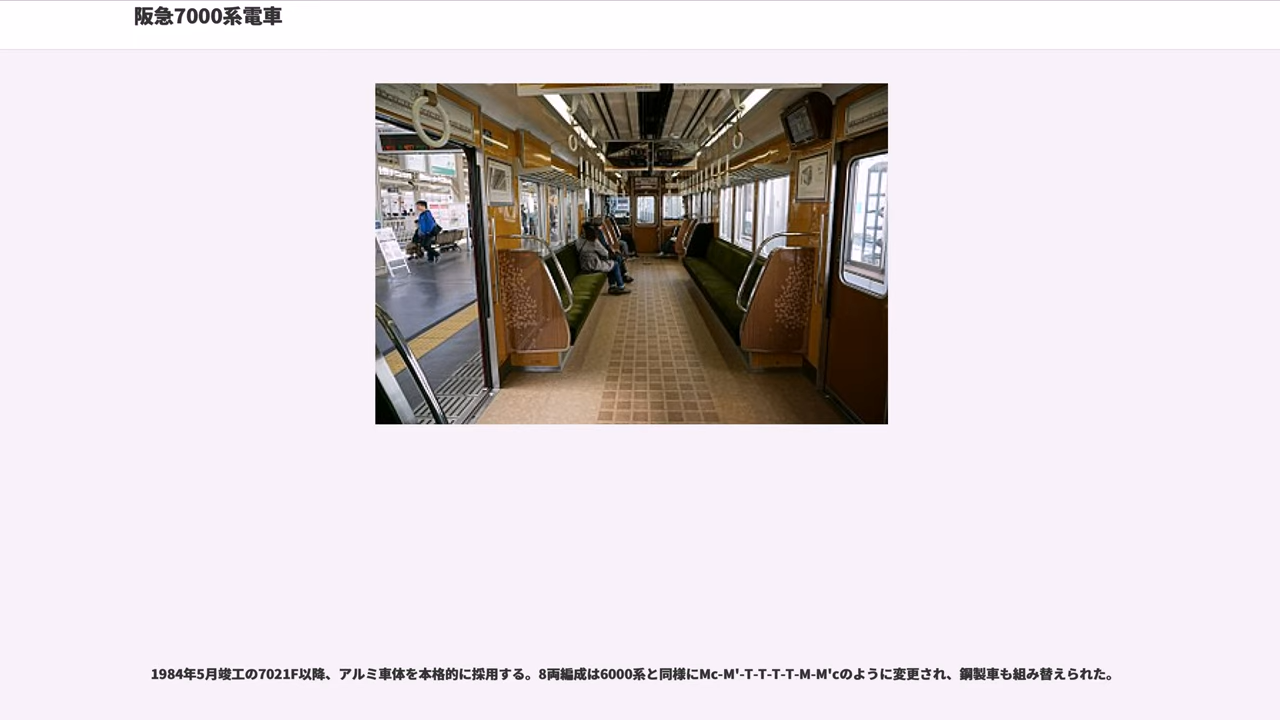 阪急7000系電車
1984年5月竣工の7021F以降、アルミ車体を本格的に採用する。8両編成は6000系と同様にMc-M'-T-T-T-T-M-M'cのように変更され、鋼製車も組み替えられた。